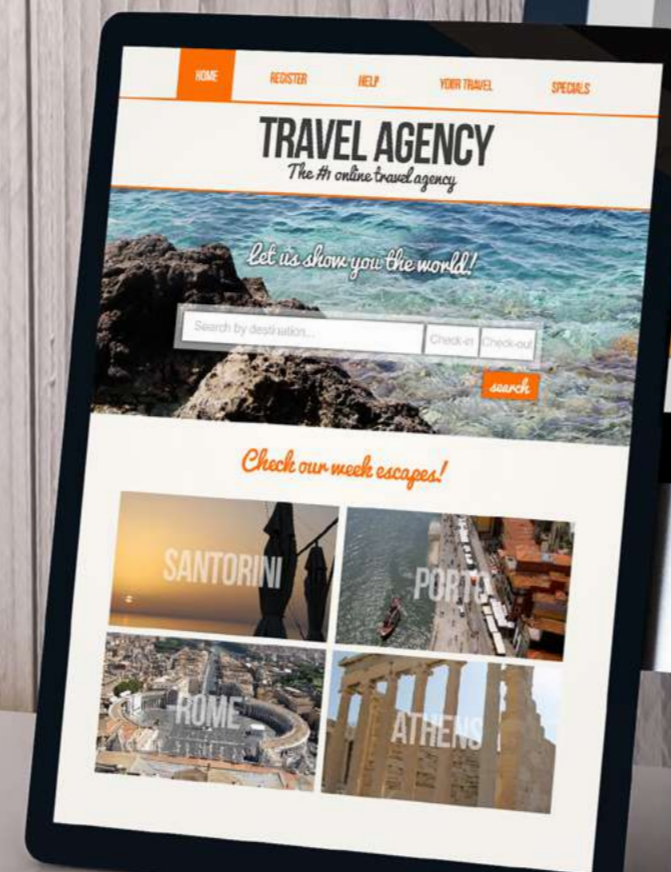 HOME REGISTER HELP YOUR TRAVEL SPECIALS
TRAVEL AGENCY
The #1 online travel agency
Let us show you the world!
Search by destination... Check-in Check-out
search
Check our week escapes!
SANTORINI PORTO
ROME ATHENS